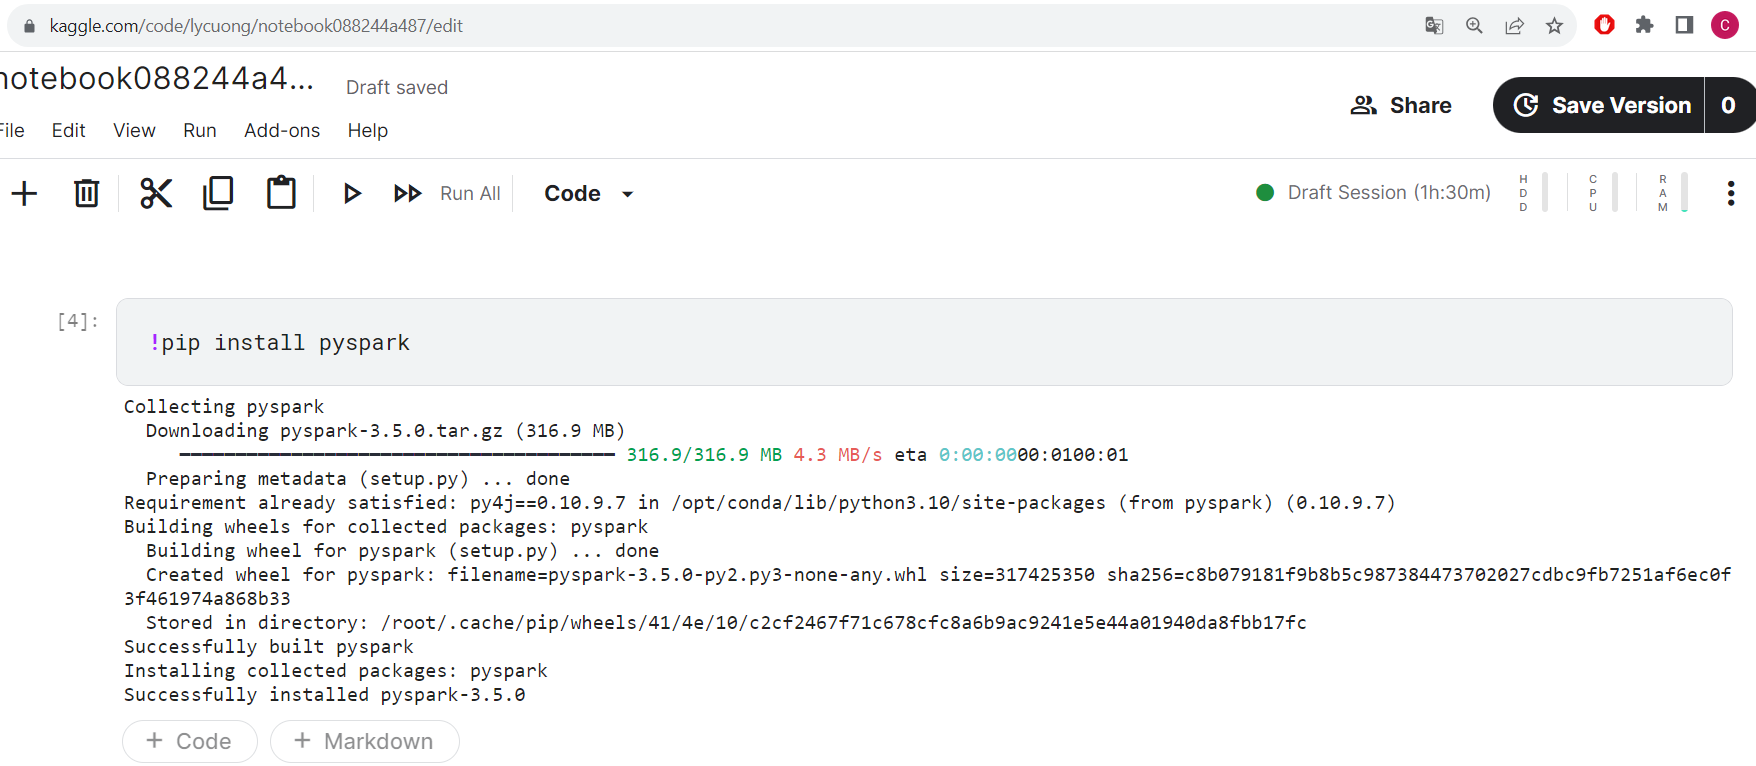 kaggle.com/code/lycuong/notebook088244a487/edit
C
notebook088244a4...
Draft saved
File Edit View Run Add-ons Help
Share
Save Version 0
Run All
Code
Draft Session (1h:30m)
HDD
CPU
RAM
[4]:
!pip install pyspark
Collecting pyspark
Downloading pyspark-3.5.0.tar.gz (316.9 MB)
316.9/316.9 MB 4.3 MB/s eta 0:00:0000:0100:01
Preparing metadata (setup.py) ... done
Requirement already satisfied: py4j==0.10.9.7 in /opt/conda/lib/python3.10/site-packages (from pyspark) (0.10.9.7)
Building wheels for collected packages: pyspark
Building wheel for pyspark (setup.py) ... done
Created wheel for pyspark: filename=pyspark-3.5.0-py2.py3-none-any.whl size=317425350 sha256=c8b079181f9b8b5c987384473702027cdbc9fb7251af6ec0f
3f461974a868b33
Stored in directory: /root/.cache/pip/wheels/41/4e/10/c2cf2467f71c678cfc8a6b9ac9241e5e44a01940da8fbb17fc
Successfully built pyspark
Installing collected packages: pyspark
Successfully installed pyspark-3.5.0
+ Code
+ Markdown